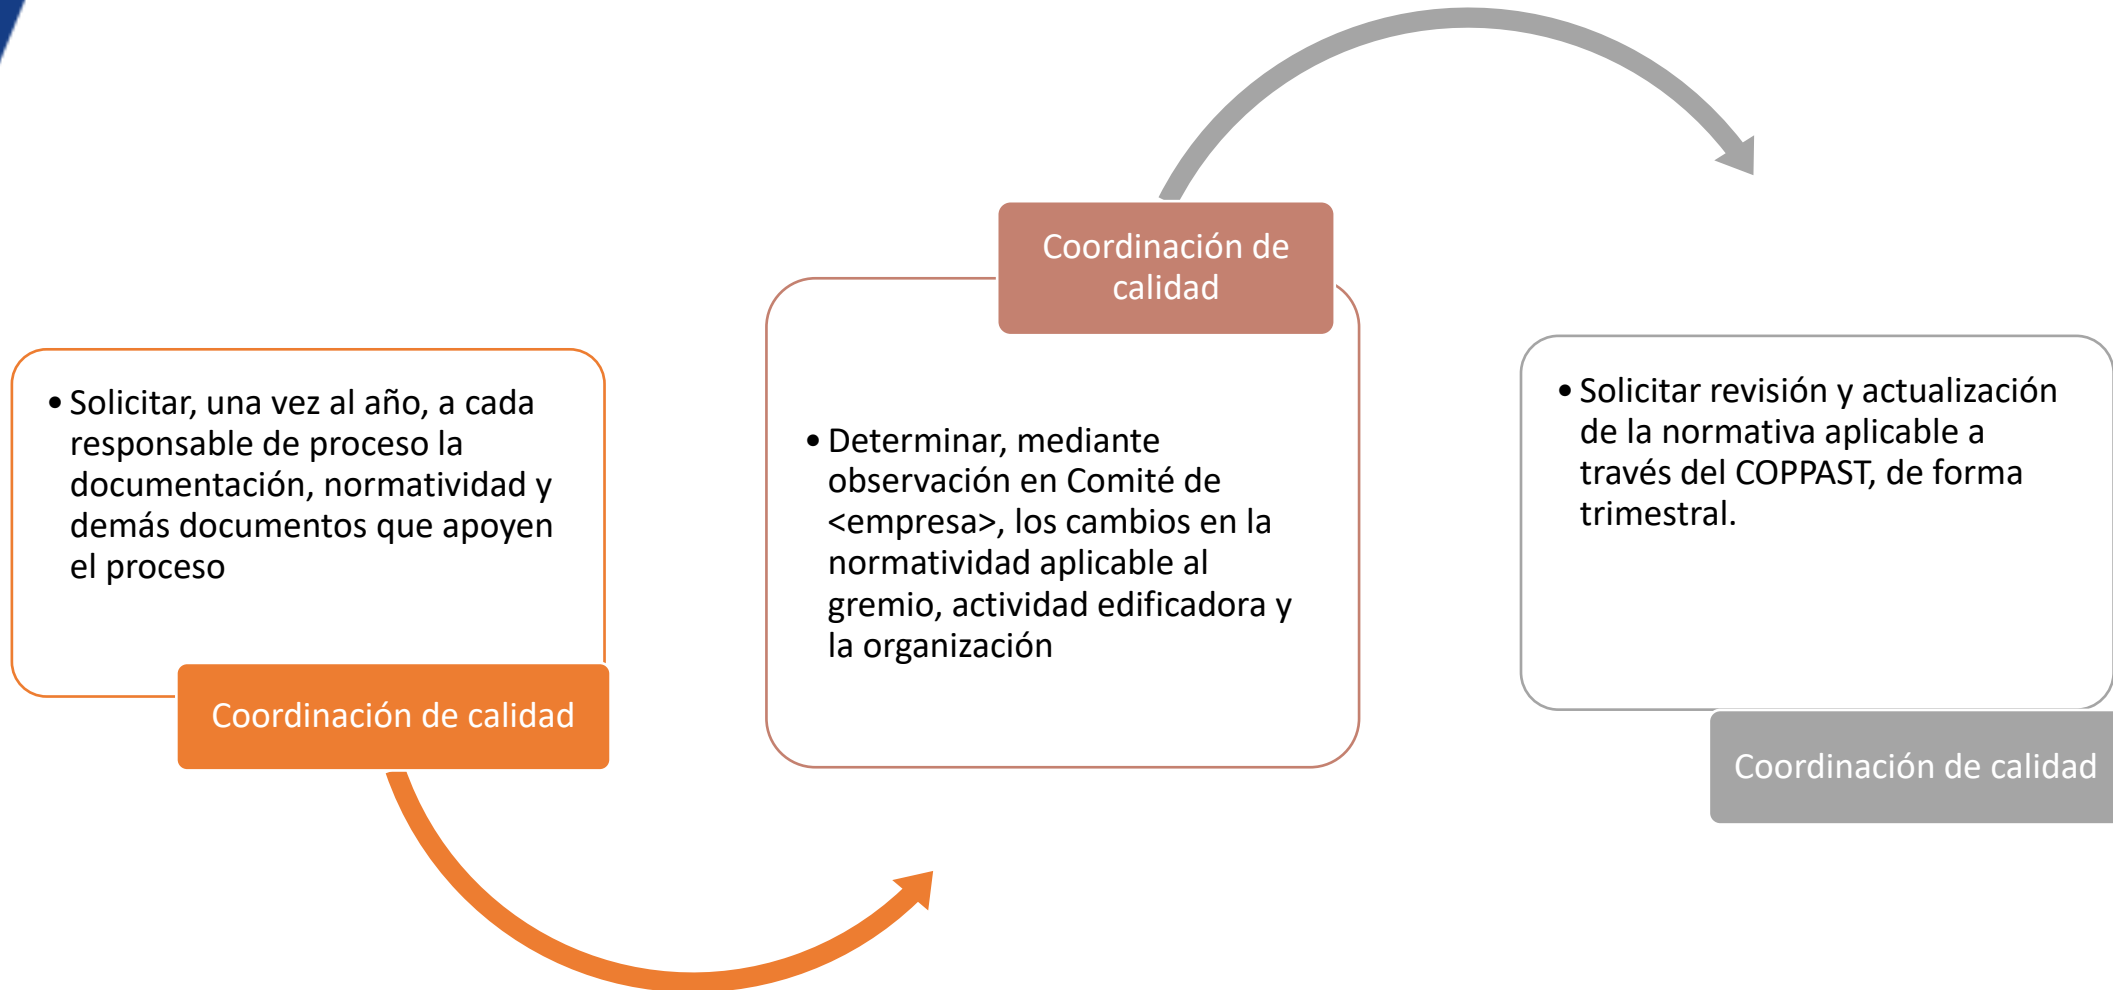 • Solicitar, una vez al año, a cada
responsable de proceso la
documentación, normatividad y
demás documentos que apoyen
el proceso
Coordinación de calidad
Coordinación de
calidad
• Determinar, mediante
observación en Comité de
<empresa>, los cambios en la
normatividad aplicable al
gremio, actividad edificadora y
la organización
• Solicitar revisión y actualización
de la normativa aplicable a
través del COPPAST, de forma
trimestral.
Coordinación de calidad